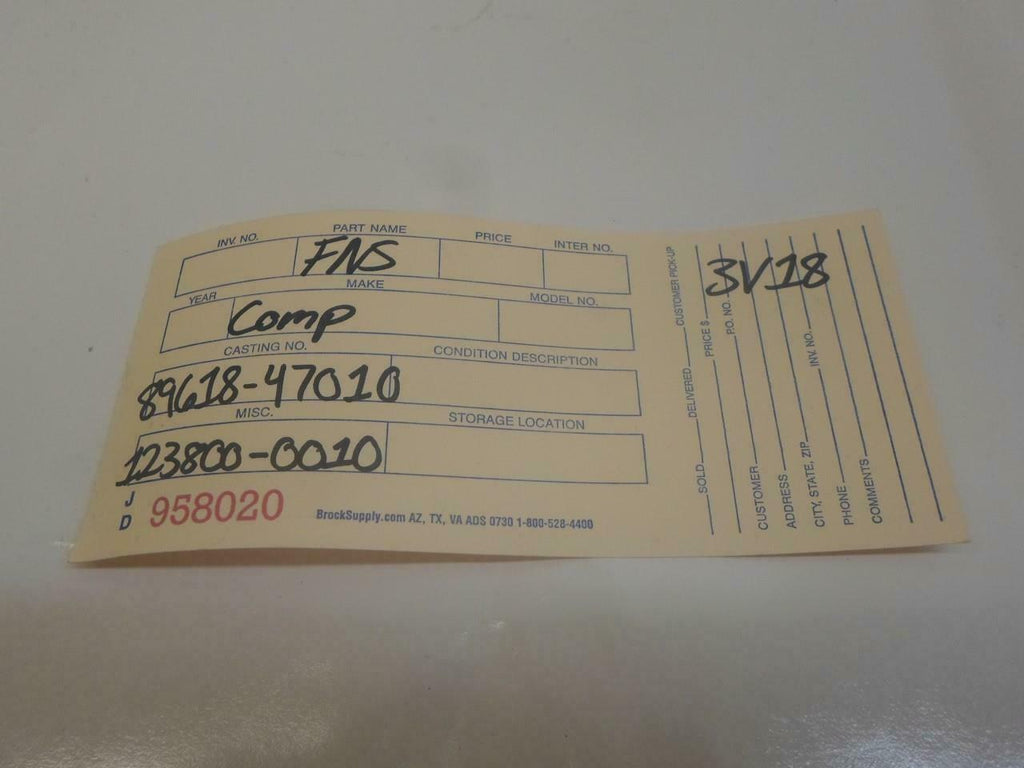 INV. NO. PART NAME PRICE INTER NO.
FNS
YEAR MAKE MODEL NO.
Comp
CASTING NO. CONDITION DESCRIPTION
89618-47010
MISC. STORAGE LOCATION
123800-0010
J
D
958020
BrockSupply.com AZ, TX, VA ADS 0730 1-800-528-4400
3V18
SOLD DELIVERED CUSTOMER PICK-UP
PRICE $
P.O. NO.
CUSTOMER
ADDRESS
CITY, STATE, ZIP INV. NO.
PHONE
COMMENTS